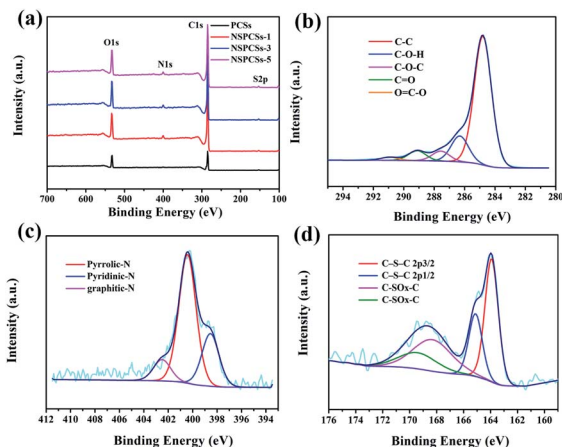 (a)
C1s
PCSs
NSPCSs-1
NSPCSs-3
NSPCSs-5
O1s
N1s
S2p
Intensity (a.u.)
700 600 500 400 300 200 100
Binding Energy (eV)
(b)
C-C
C-O-H
C-O-C
C=O
O=C-O
Intensity (a.u.)
294 292 290 288 286 284 282 280
Binding Energy (eV)
(c)
Pyrrolic-N
Pyridinic-N
graphitic-N
Intensity (a.u.)
412 410 408 406 404 402 400 398 396 394
Binding Energy (eV)
(d)
C-S-C 2p3/2
C-S-C 2p1/2
C-SOx-C
C-SOx-C
Intensity (a.u.)
176 174 172 170 168 166 164 162 160
Binding Energy (eV)